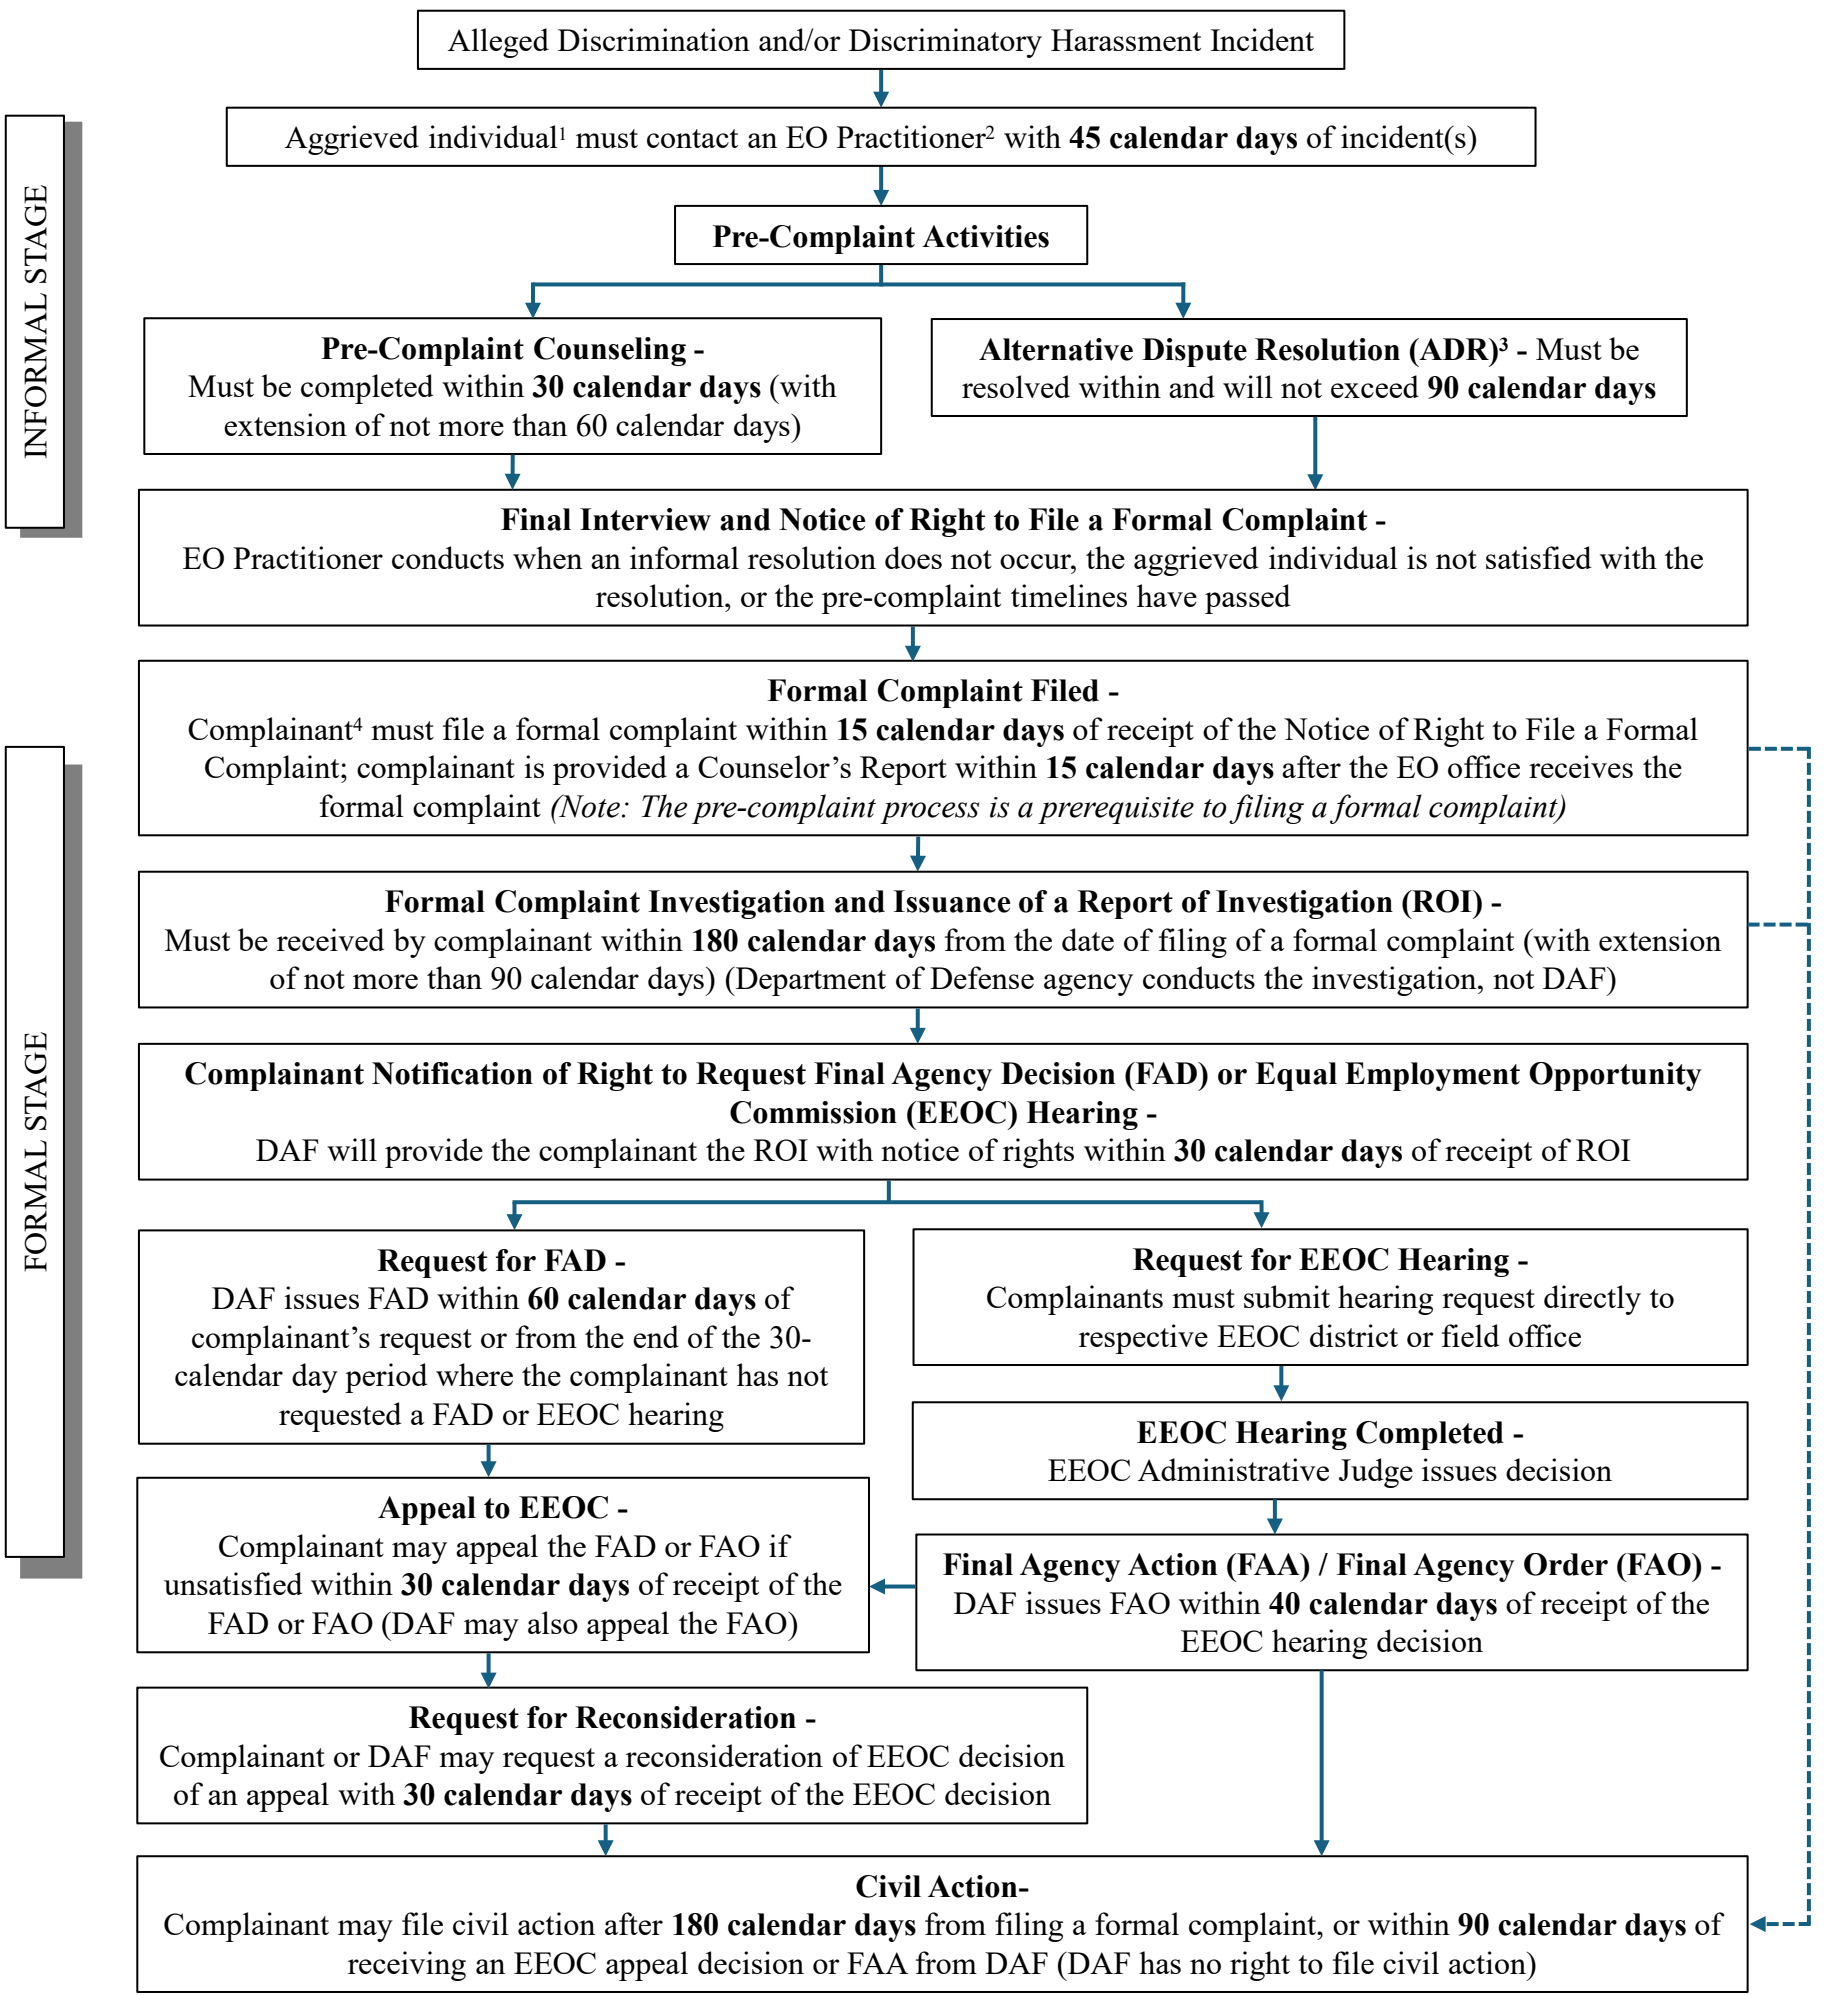 Alleged Discrimination and/or Discriminatory Harassment Incident
INFORMAL STAGE
Aggrieved individual¹ must contact an EO Practitioner² with 45 calendar days of incident(s)
Pre-Complaint Activities
Pre-Complaint Counseling -
Must be completed within 30 calendar days (with
extension of not more than 60 calendar days)
Alternative Dispute Resolution (ADR)³ - Must be
resolved within and will not exceed 90 calendar days
Final Interview and Notice of Right to File a Formal Complaint -
EO Practitioner conducts when an informal resolution does not occur, the aggrieved individual is not satisfied with the
resolution, or the pre-complaint timelines have passed
FORMAL STAGE
Formal Complaint Filed -
Complainant⁴ must file a formal complaint within 15 calendar days of receipt of the Notice of Right to File a Formal
Complaint; complainant is provided a Counselor’s Report within 15 calendar days after the EO office receives the
formal complaint (Note: The pre-complaint process is a prerequisite to filing a formal complaint)
Formal Complaint Investigation and Issuance of a Report of Investigation (ROI) -
Must be received by complainant within 180 calendar days from the date of filing of a formal complaint (with extension
of not more than 90 calendar days) (Department of Defense agency conducts the investigation, not DAF)
Complainant Notification of Right to Request Final Agency Decision (FAD) or Equal Employment Opportunity
Commission (EEOC) Hearing -
DAF will provide the complainant the ROI with notice of rights within 30 calendar days of receipt of ROI
Request for FAD -
DAF issues FAD within 60 calendar days of
complainant’s request or from the end of the 30-
calendar day period where the complainant has not
requested a FAD or EEOC hearing
Request for EEOC Hearing -
Complainants must submit hearing request directly to
respective EEOC district or field office
EEOC Hearing Completed -
EEOC Administrative Judge issues decision
Appeal to EEOC -
Complainant may appeal the FAD or FAO if
unsatisfied within 30 calendar days of receipt of the
FAD or FAO (DAF may also appeal the FAO)
Final Agency Action (FAA) / Final Agency Order (FAO) -
DAF issues FAO within 40 calendar days of receipt of the
EEOC hearing decision
Request for Reconsideration -
Complainant or DAF may request a reconsideration of EEOC decision
of an appeal with 30 calendar days of receipt of the EEOC decision
Civil Action-
Complainant may file civil action after 180 calendar days from filing a formal complaint, or within 90 calendar days of
receiving an EEOC appeal decision or FAA from DAF (DAF has no right to file civil action)